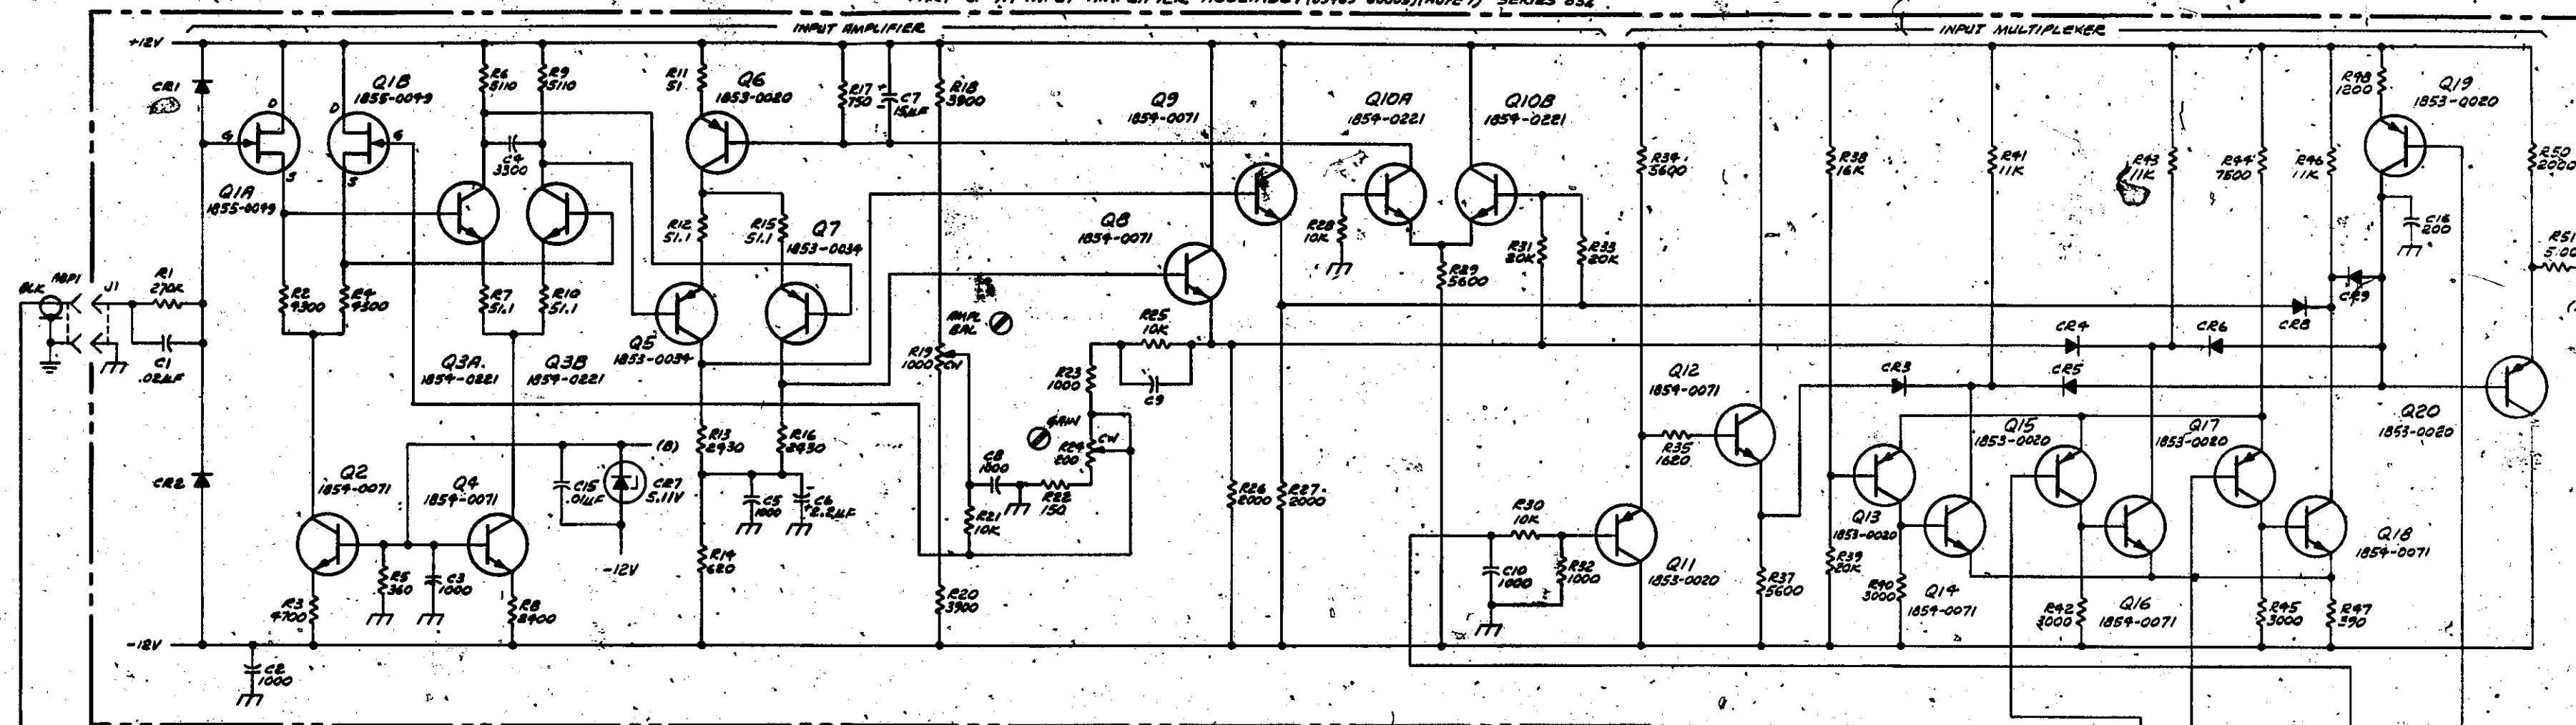 INPUT AMPLIFIER
INPUT MULTIPLEXER
+12V
CR1
Q1B
1855-0049
D
D
G
G
S
S
Q1A
1855-0049
R6
5110
R9
5110
C4
3300
R11
51
Q6
1853-0020
R17
750
+
C7
15µF
R18
3900
Q9
1854-0071
Q10A
1854-0221
Q10B
1854-0221
R34
5600
R38
16K
R41
11K
R43
11K
R44
7500
R46
11K
R48
1200
Q19
1853-0020
R50
2000
R12
51.1
R15
51.1
Q7
1853-0034
Q8
1854-0071
R28
10K
R29
5600
R31
20K
R33
20K
C16
200
R51
BLK
J1
R1
270K
C1
.02µF
R2
4300
R4
4300
R7
51.1
R10
51.1
Q3A
1854-0221
Q3B
1854-0221
Q5
1853-0034
AMPL
BAL
R19
1000
CW
R25
10K
R23
1000
C9
CR9
CR8
CR4
CR6
CR3
CR5
Q12
1854-0071
Q20
1853-0020
CR2
Q2
1854-0071
Q4
1854-0071
C15
.01µF
(B)
CR7
5.11V
-12V
R13
2430
R16
2430
C5
1000
C6
2.2µF
+
GAIN
R24
200
CW
C8
1000
R22
150
R21
10K
R26
2000
R27
2000
R35
1620
R30
10K
Q15
1853-0020
Q17
1853-0020
Q13
1853-0020
Q18
1854-0071
R3
4700
R5
360
C3
1000
R8
2400
R14
620
R20
3900
C10
1000
R32
1000
Q11
1853-0020
R37
5600
R39
20K
R40
3000
Q14
1854-0071
R42
3000
Q16
1854-0071
R45
3000
R47
390
-12V
C2
1000